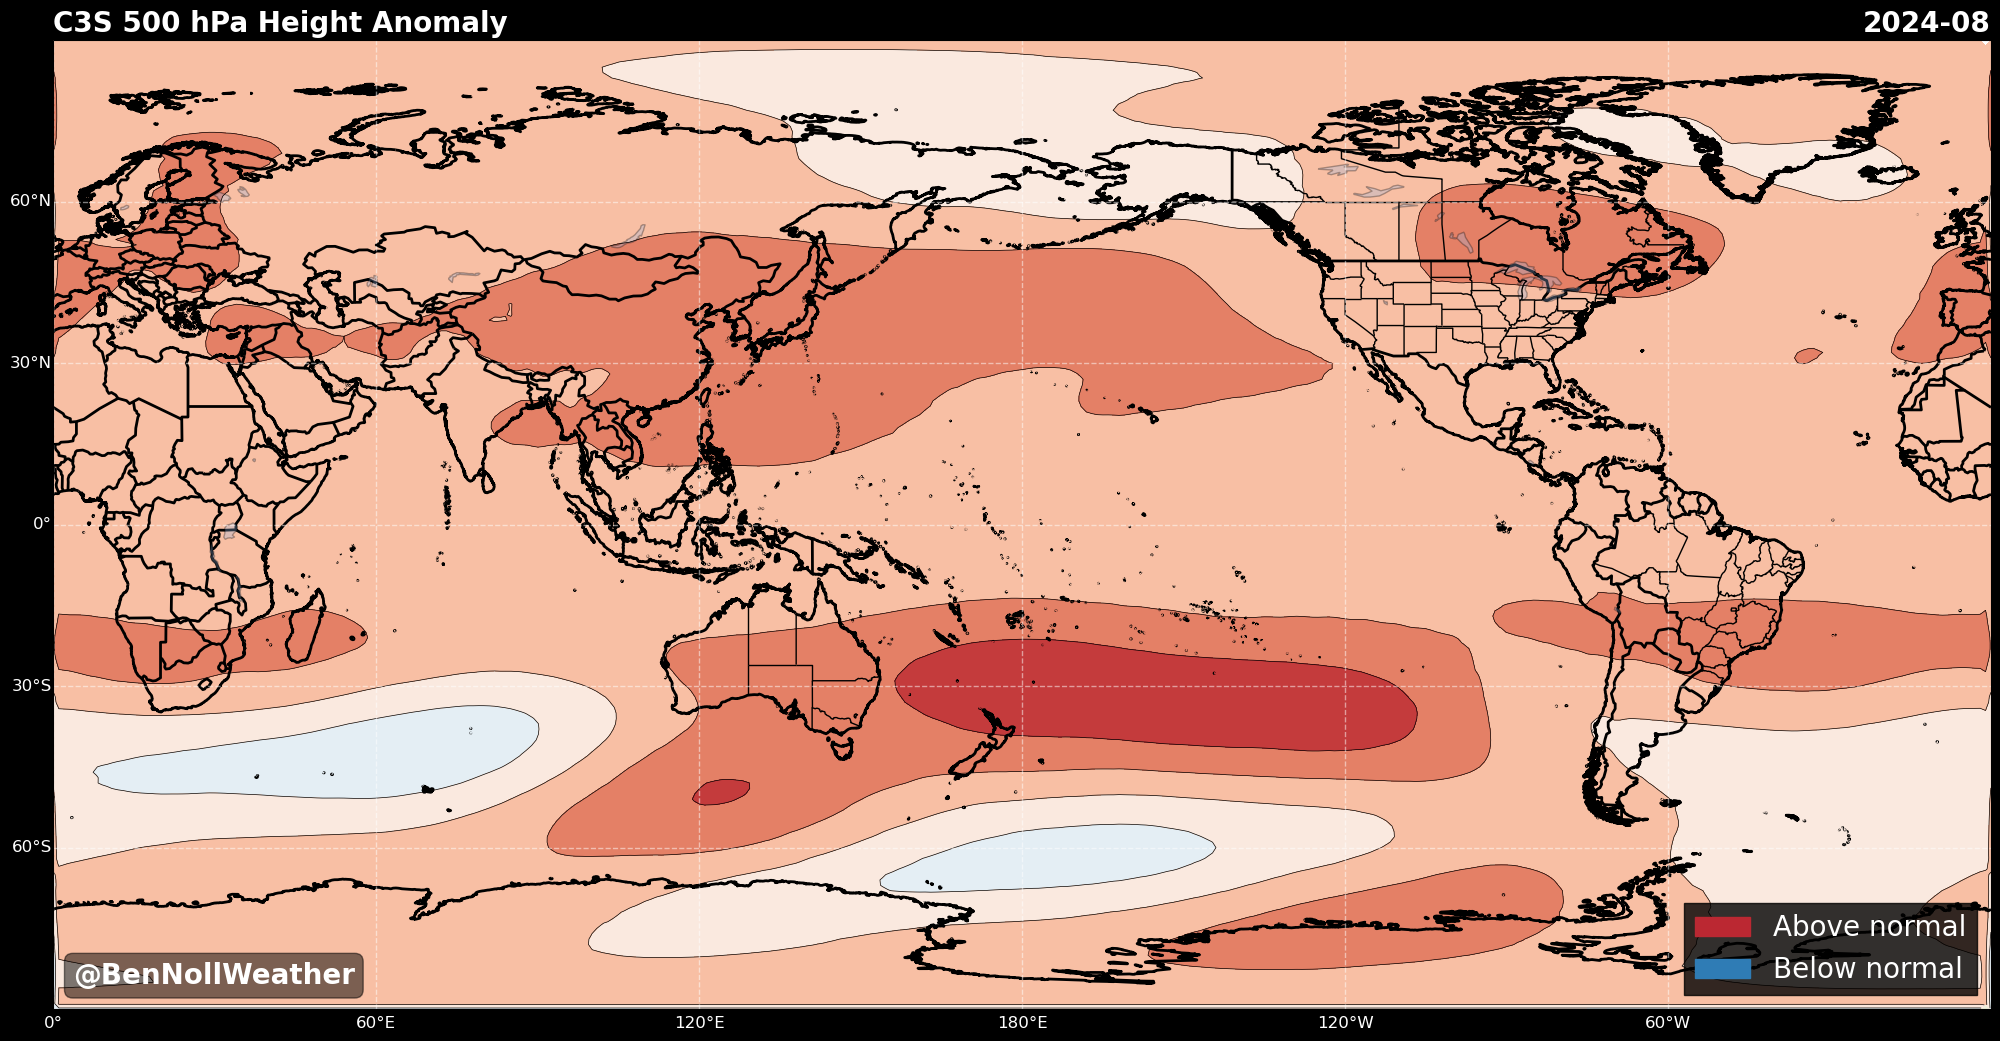 C3S 500 hPa Height Anomaly
2024-08
60°N
30°N
0°
30°S
60°S
Above normal
Below normal
@BenNollWeather
0°
60°E
120°E
180°E
120°W
60°W